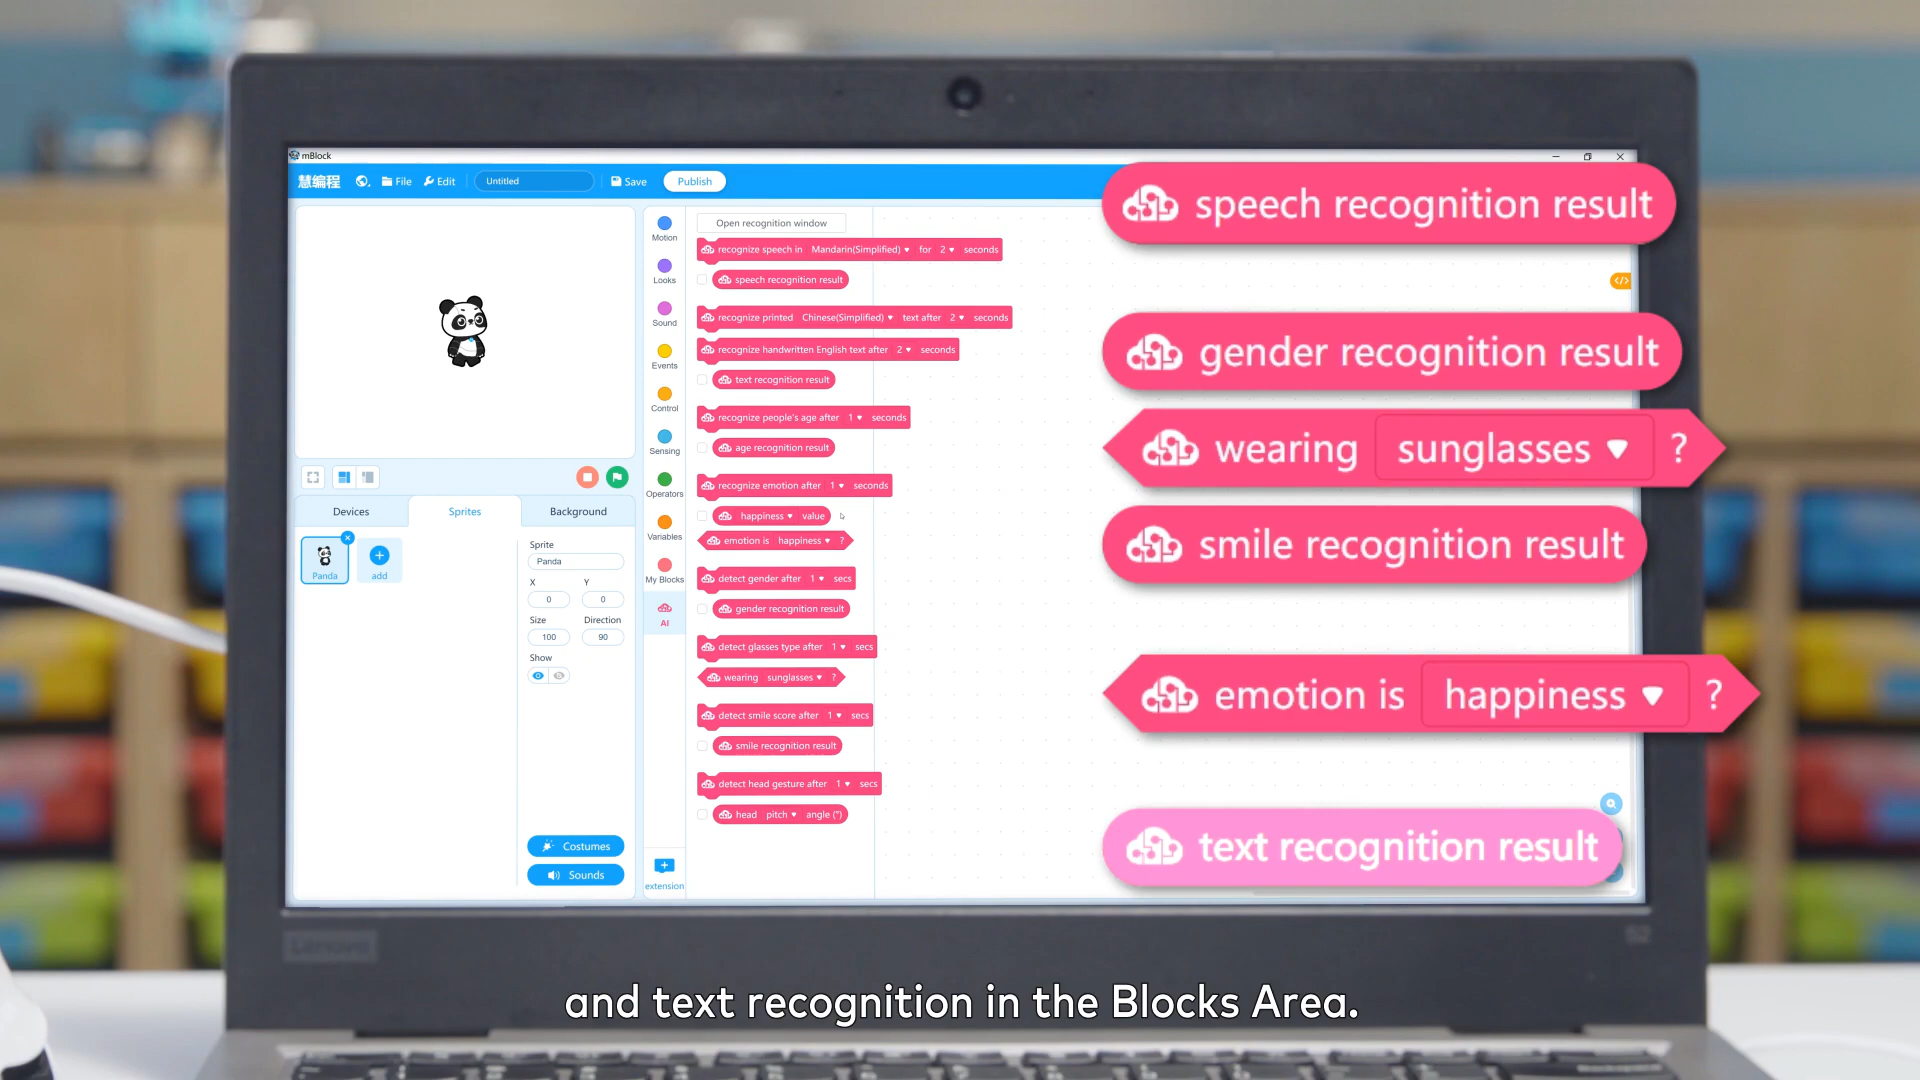 mBlock
慧编程 File Edit Untitled Save Publish
Open recognition window
recognize speech in Mandarin(Simplified) for 2 seconds
speech recognition result
recognize printed Chinese(Simplified) text after 2 seconds
recognize handwritten English text after 2 seconds
text recognition result
recognize people's age after 1 seconds
age recognition result
recognize emotion after 1 seconds
happiness value
emotion is happiness ?
detect gender after 1 secs
gender recognition result
detect glasses type after 1 secs
wearing sunglasses ?
detect smile score after 1 secs
smile recognition result
detect head gesture after 1 secs
head pitch angle (°)
Motion
Looks
Sound
Events
Control
Sensing
Operators
Variables
My Blocks
AI
extension
Devices Sprites Background
Panda
add
Sprite
Panda
X Y
0 0
Size Direction
100 90
Show
Costumes
Sounds
speech recognition result
gender recognition result
wearing sunglasses ?
smile recognition result
emotion is happiness ?
text recognition result
Lenovo
and text recognition in the Blocks Area.